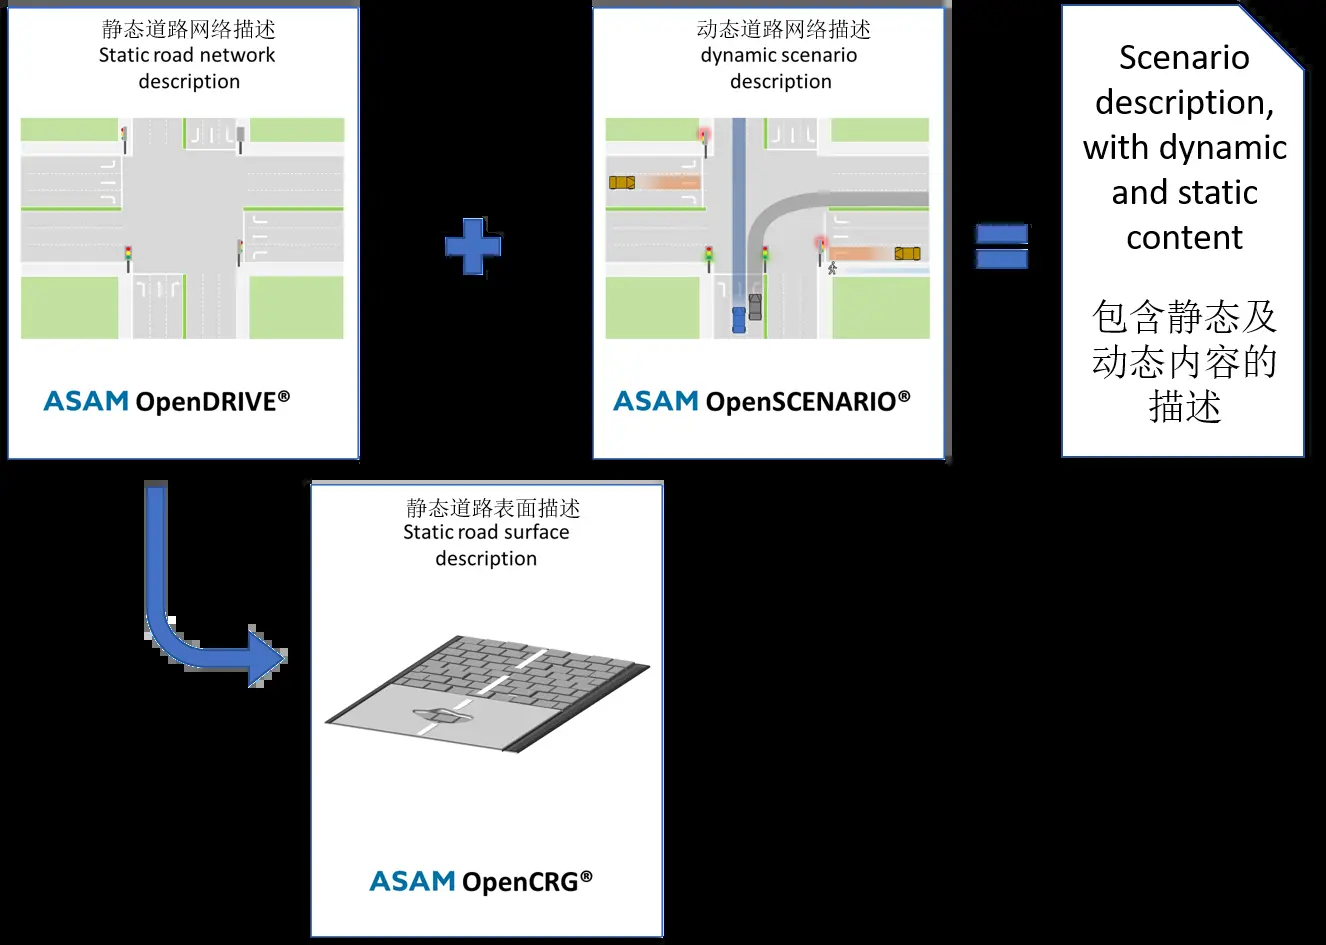 静态道路网络描述
Static road network
description
ASAM OpenDRIVE®
动态道路网络描述
dynamic scenario
description
ASAM OpenSCENARIO®
Scenario
description,
with dynamic
and static
content
包含静态及
动态内容的
描述
静态道路表面描述
Static road surface
description
ASAM OpenCRG®